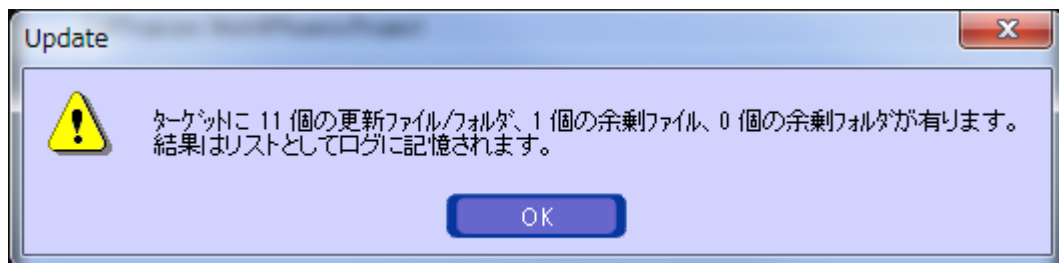 Update
ﾀｰｹﾞｯﾄに 11 個の更新ﾌｧｲﾙ/ﾌｫﾙﾀﾞ、1 個の余剰ﾌｧｲﾙ、0 個の余剰ﾌｫﾙﾀﾞが有ります。
結果はﾘｽﾄとしてﾛｸﾞに記憶されます。
OK